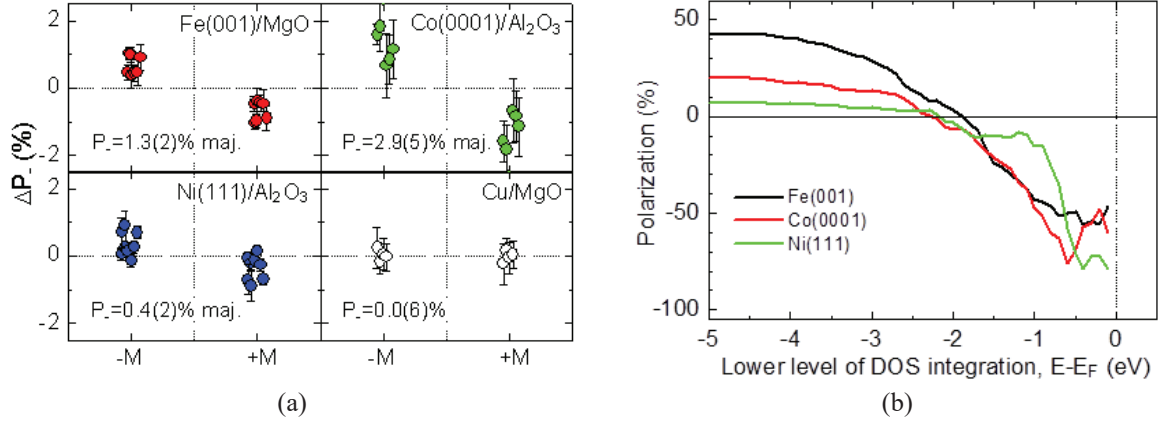 2
Fe(001)/MgO
Co(0001)/Al2O3
0
P-=1.3(2)% maj.
P-=2.9(5)% maj.
-2
ΔP- (%)
2
Ni(111)/Al2O3
Cu/MgO
0
P-=0.4(2)% maj.
P-=0.0(6)%
-2
-M
+M
-M
+M
(a)
50
0
-50
-100
Polarization (%)
Fe(001)
Co(0001)
Ni(111)
-5
-4
-3
-2
-1
0
Lower level of DOS integration, E-EF (eV)
(b)